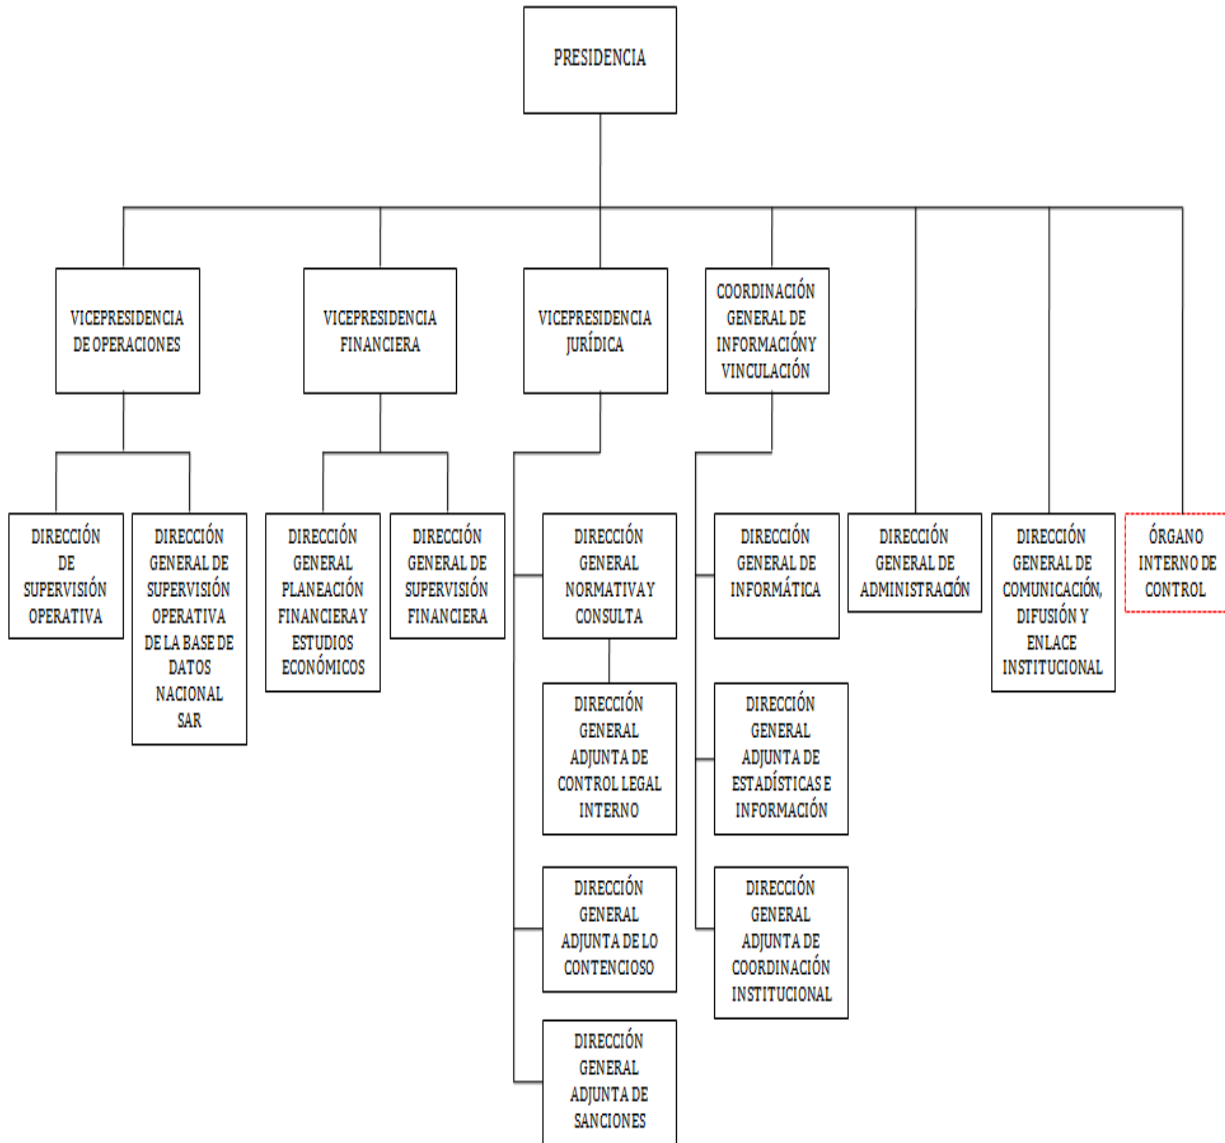 PRESIDENCIA
VICEPRESIDENCIA
DE OPERACIONES
VICEPRESIDENCIA
FINANCIERA
VICEPRESIDENCIA
JURÍDICA
COORDINACIÓN
GENERAL DE
INFORMACIÓN Y
VINCULACIÓN
DIRECCIÓN
DE
SUPERVISIÓN
OPERATIVA
DIRECCIÓN
GENERAL DE
SUPERVISIÓN
OPERATIVA
DE LA BASE DE
DATOS
NACIONAL
SAR
DIRECCIÓN
GENERAL
PLANEACIÓN
FINANCIERA Y
ESTUDIOS
ECONÓMICOS
DIRECCIÓN
GENERAL DE
SUPERVISIÓN
FINANCIERA
DIRECCIÓN
GENERAL
NORMATIVA Y
CONSULTA
DIRECCIÓN
GENERAL
DE
INFORMÁTICA
DIRECCIÓN
GENERAL DE
ADMINISTRACIÓN
DIRECCIÓN
GENERAL DE
COMUNICACIÓN,
DIFUSIÓN Y
ENLACE
INSTITUCIONAL
ÓRGANO
INTERNO DE
CONTROL
DIRECCIÓN
GENERAL
ADJUNTA DE
CONTROL LEGAL
INTERNO
DIRECCIÓN
GENERAL
ADJUNTA DE
ESTADÍSTICAS E
INFORMACIÓN
DIRECCIÓN
GENERAL
ADJUNTA DE LO
CONTENCIOSO
DIRECCIÓN
GENERAL
ADJUNTA DE
COORDINACIÓN
INSTITUCIONAL
DIRECCIÓN
GENERAL
ADJUNTA DE
SANCIONES